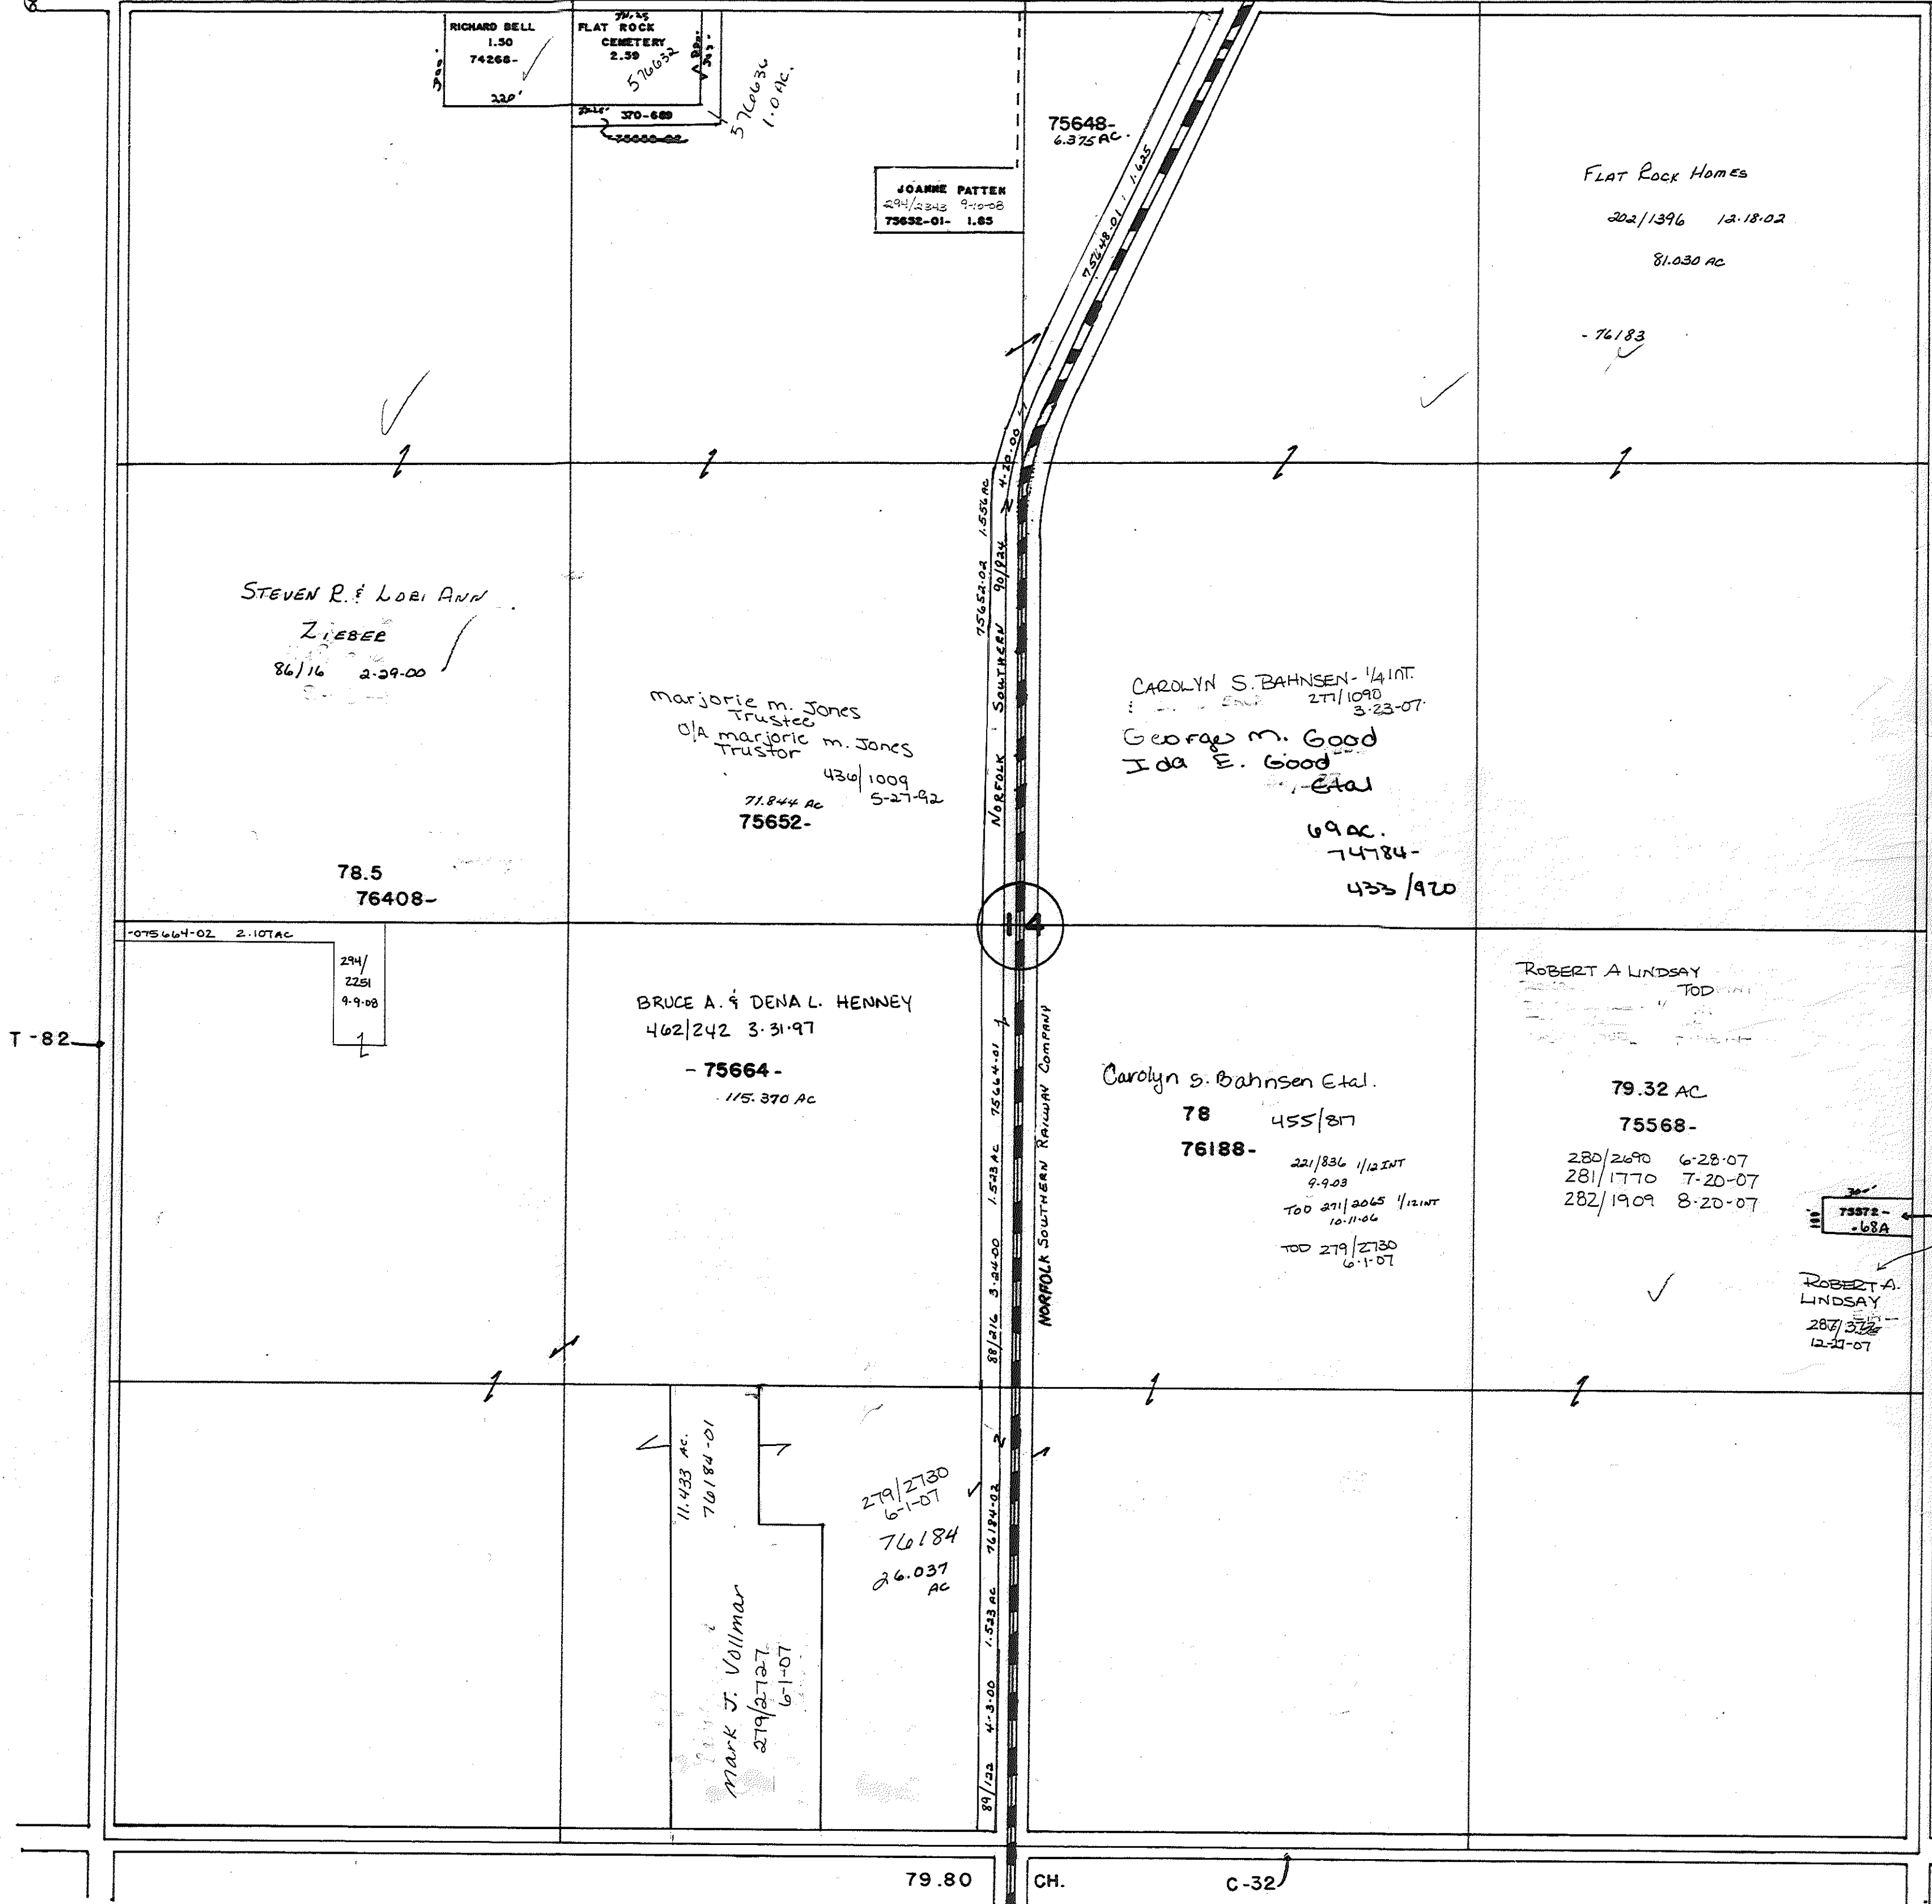 RICHARD BELL
1.50
74268-
220'
FLAT ROCK
CEMETERY
2.59
576632
370-689
5760636
1.0 AC.
JOANNE PATTEN
294/2343 9-10-08
75652-01- 1.85
75648-
6.375 AC.
75648-01 1.625
FLAT ROCK HOMES
202/1396 12.18.02
81.030 AC
- 76183
STEVEN R. & LORI ANN
ZIEBER
86/16 2-29-00
78.5
76408-
Marjorie M. Jones
Trustee
O/A Marjorie M. Jones
Trustor
436/1009
5-27-92
71.844 AC
75652-
75652-02 1.556 AC
NORFOLK SOUTHERN 90/924 4-20-00
CAROLYN S. BAHNSEN - 1/4 INT.
277/1090
3-23-07
George M. Good
Ida E. Good
Etal
69 AC.
74784-
433/920
14
-075664-02 2.107AC
294/
2251
9-9-08
T-82
BRUCE A. & DENA L. HENNEY
462/242 3-31-97
- 75664 -
115.370 AC
88/216 3-24-00 1.523 AC 75664-01
NORFOLK SOUTHERN RAILWAY COMPANY
Carolyn S. Bahnsen Etal.
78 455/817
76188-
221/836 1/12 INT
9-9-03
TOD 271/2065 1/12 INT
10-11-06
TOD 279/2730
6-1-07
ROBERT A LINDSAY
TOD
79.32 AC
75568-
280/2690 6-28-07
281/1770 7-20-07
282/1909 8-20-07
75572-
.68A
ROBERT A.
LINDSAY
12-27-07
11.433 AC.
76184-01
Mark J. Vollmar
279/2727
6-1-07
279/2730
6-1-07
76184
26.037
AC
89/122 4-3-00 1.523 AC 76184-02
79.80 CH.
C-32